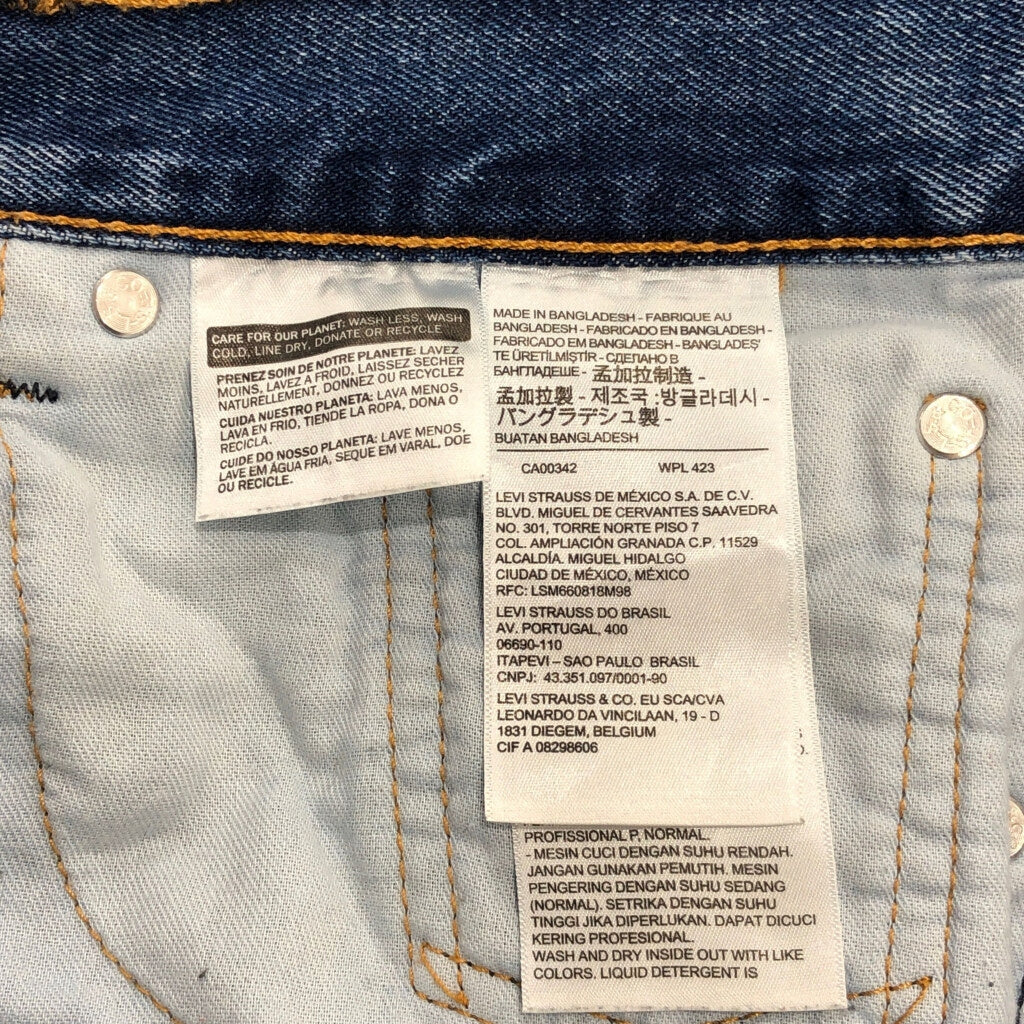 CARE FOR OUR PLANET: WASH LESS, WASH
COLD, LINE DRY, DONATE OR RECYCLE
PRENEZ SOIN DE NOTRE PLANETE: LAVEZ
MOINS, LAVEZ A FROID, LAISSEZ SECHER
NATURELLEMENT, DONNEZ OU RECYCLEZ
CUIDA NUESTRO PLANETA: LAVA MENOS,
LAVA EN FRIO, TIENDE LA ROPA, DONA O
RECICLA.
CUIDE DO NOSSO PLANETA: LAVE MENOS,
LAVE EM ÁGUA FRIA, SEQUE EM VARAL, DOE
OU RECICLE.
MADE IN BANGLADESH - FABRIQUE AU
BANGLADESH - FABRICADO EN BANGLADESH -
FABRICADO EM BANGLADESH - BANGLADEŞ'
TE ÜRETİLMİŞTİR - СДЕЛАНО В
БАНГЛАДЕШЕ - 孟加拉制造 -
孟加拉製 - 제조국 :방글라데시 -
バングラデシュ製 -
BUATAN BANGLADESH
CA00342 WPL 423
LEVI STRAUSS DE MÉXICO S.A. DE C.V.
BLVD. MIGUEL DE CERVANTES SAAVEDRA
NO. 301, TORRE NORTE PISO 7
COL. AMPLIACIÓN GRANADA C.P. 11529
ALCALDÍA. MIGUEL HIDALGO
CIUDAD DE MÉXICO, MÉXICO
RFC: LSM660818M98
LEVI STRAUSS DO BRASIL
AV. PORTUGAL, 400
06690-110
ITAPEVI – SAO PAULO BRASIL
CNPJ: 43.351.097/0001-90
LEVI STRAUSS & CO. EU SCA/CVA
LEONARDO DA VINCILAAN, 19 - D
1831 DIEGEM, BELGIUM
CIF A 08298606
PROFISSIONAL P, NORMAL.
- MESIN CUCI DENGAN SUHU RENDAH.
JANGAN GUNAKAN PEMUTIH. MESIN
PENGERING DENGAN SUHU SEDANG
(NORMAL). SETRIKA DENGAN SUHU
TINGGI JIKA DIPERLUKAN. DAPAT DICUCI
KERING PROFESIONAL.
WASH AND DRY INSIDE OUT WITH LIKE
COLORS. LIQUID DETERGENT IS